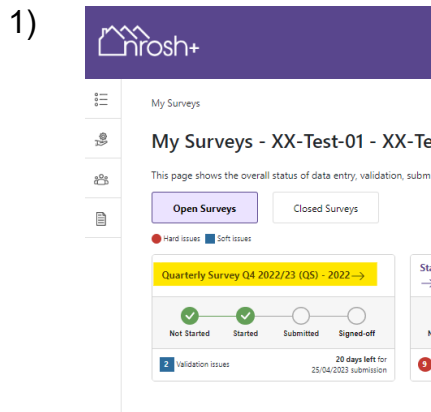 1)
nrosh+
My Surveys
My Surveys - XX-Test-01 - XX-Te
This page shows the overall status of data entry, validation, subm
Open Surveys Closed Surveys
Hard issues Soft issues
Quarterly Survey Q4 2022/23 (QS) - 2022→ Sta
→
Not Started Started Submitted Signed-off N
2 Validation issues 20 days left for 9
25/04/2023 submission